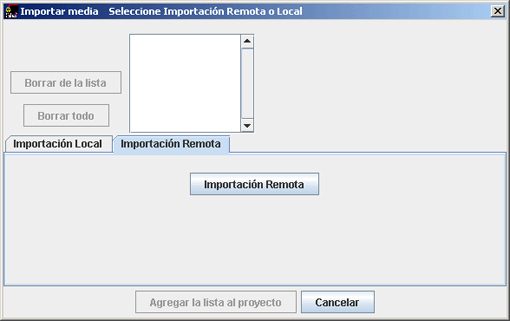 Importar media    Seleccione Importación Remota o Local
Borrar de la lista
Borrar todo
Importación Local    Importación Remota
Importación Remota
Agregar la lista al proyecto    Cancelar